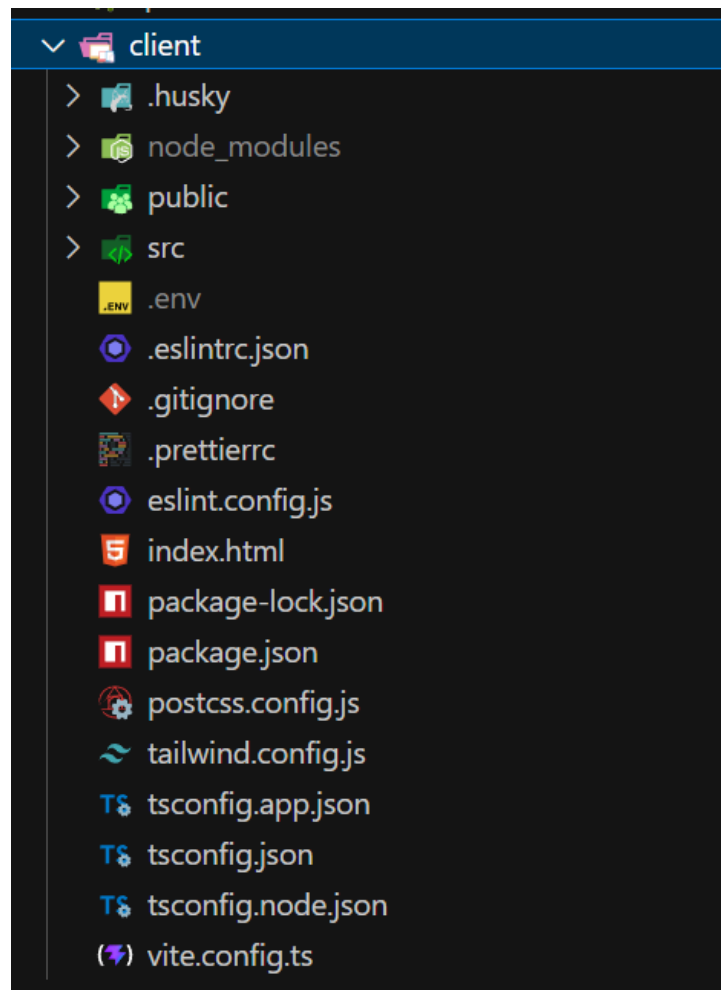 client
.husky
node_modules
public
src
.env
.eslintrc.json
.gitignore
.prettierrc
eslint.config.js
index.html
package-lock.json
package.json
postcss.config.js
tailwind.config.js
tsconfig.app.json
tsconfig.json
tsconfig.node.json
vite.config.ts